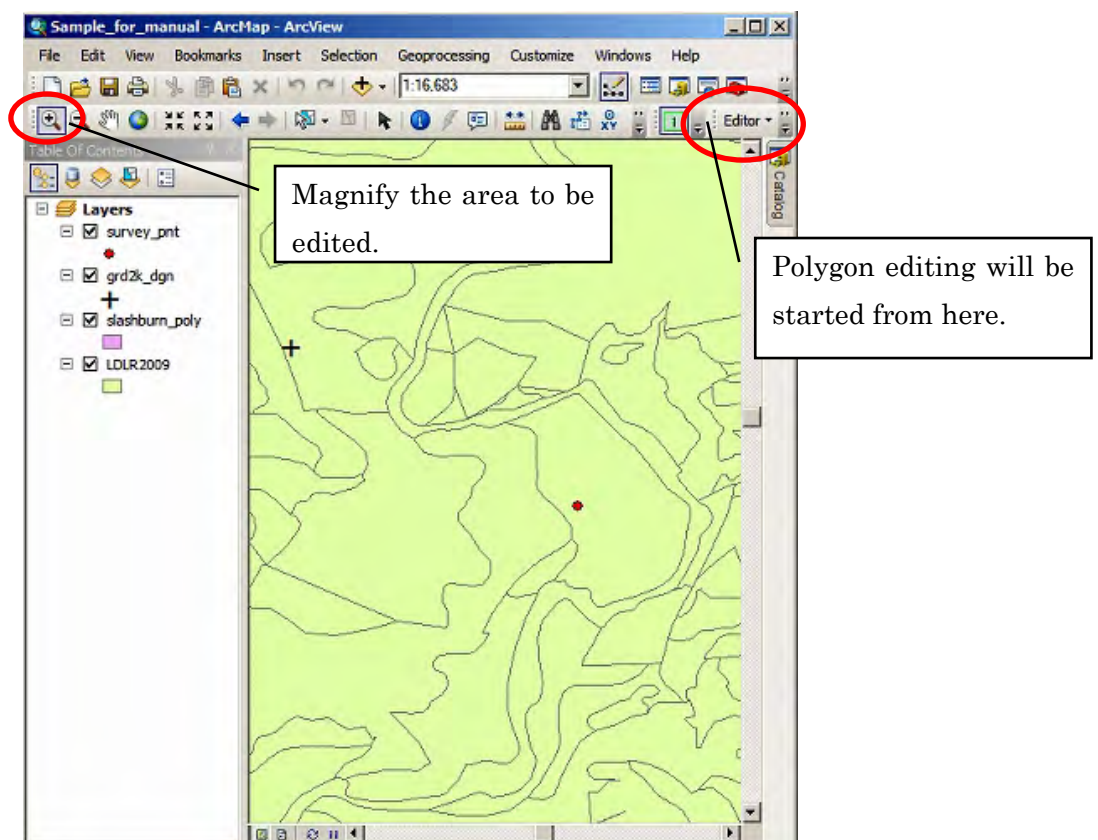 Sample_for_manual - ArcMap - ArcView
File Edit View Bookmarks Insert Selection Geoprocessing Customize Windows Help
1:16,683
1 Editor
Table Of Contents
Layers
survey_pnt
grd2k_dgn
slashburn_poly
LDLR2009
Magnify the area to be
edited.
Catalog
Polygon editing will be
started from here.